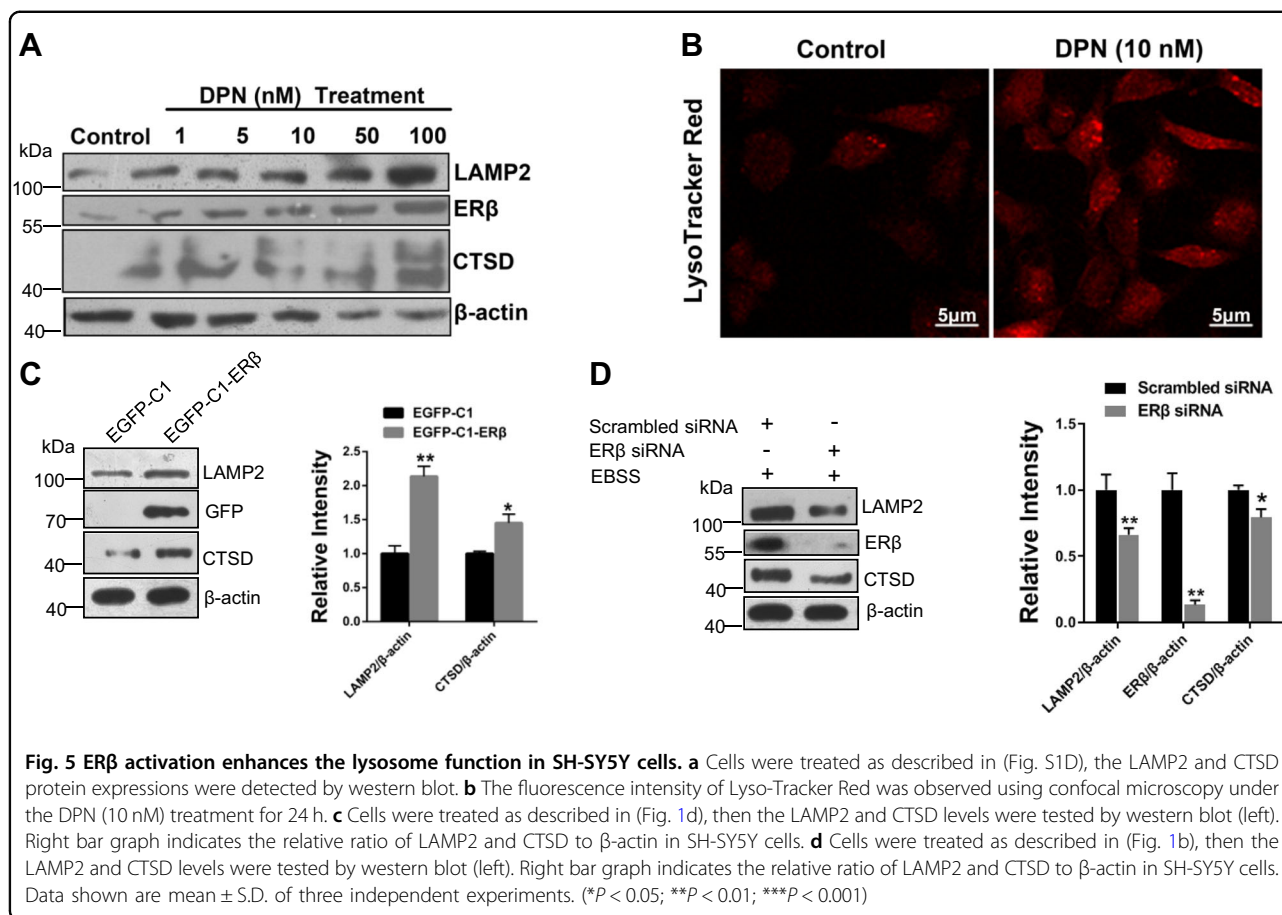 A
DPN (nM) Treatment
Control 1 5 10 50 100
kDa
100
LAMP2
55
ERβ
40
CTSD
40
β-actin
B
Control
DPN (10 nM)
LysoTracker Red
5μm
5μm
C
EGFP-C1
EGFP-C1-ERβ
kDa
100
LAMP2
70
GFP
40
CTSD
40
β-actin
EGFP-C1
EGFP-C1-ERβ
Relative Intensity
2.5
2.0
1.5
1.0
0.5
0.0
**
*
LAMP2/β-actin
CTSD/β-actin
D
Scrambled siRNA + -
ERβ siRNA - +
EBSS + +
kDa
100
LAMP2
55
ERβ
40
CTSD
40
β-actin
Scrambled siRNA
ERβ siRNA
Relative Intensity
1.5
1.0
0.5
0.0
**
**
*
LAMP2/β-actin
ERβ/β-actin
CTSD/β-actin
Fig. 5 ERβ activation enhances the lysosome function in SH-SY5Y cells. a Cells were treated as described in (Fig. S1D), the LAMP2 and CTSD
protein expressions were detected by western blot. b The fluorescence intensity of Lyso-Tracker Red was observed using confocal microscopy under
the DPN (10 nM) treatment for 24 h. c Cells were treated as described in (Fig. 1d), then the LAMP2 and CTSD levels were tested by western blot (left).
Right bar graph indicates the relative ratio of LAMP2 and CTSD to β-actin in SH-SY5Y cells. d Cells were treated as described in (Fig. 1b), then the
LAMP2 and CTSD levels were tested by western blot (left). Right bar graph indicates the relative ratio of LAMP2 and CTSD to β-actin in SH-SY5Y cells.
Data shown are mean ± S.D. of three independent experiments. (*P < 0.05; **P < 0.01; ***P < 0.001)